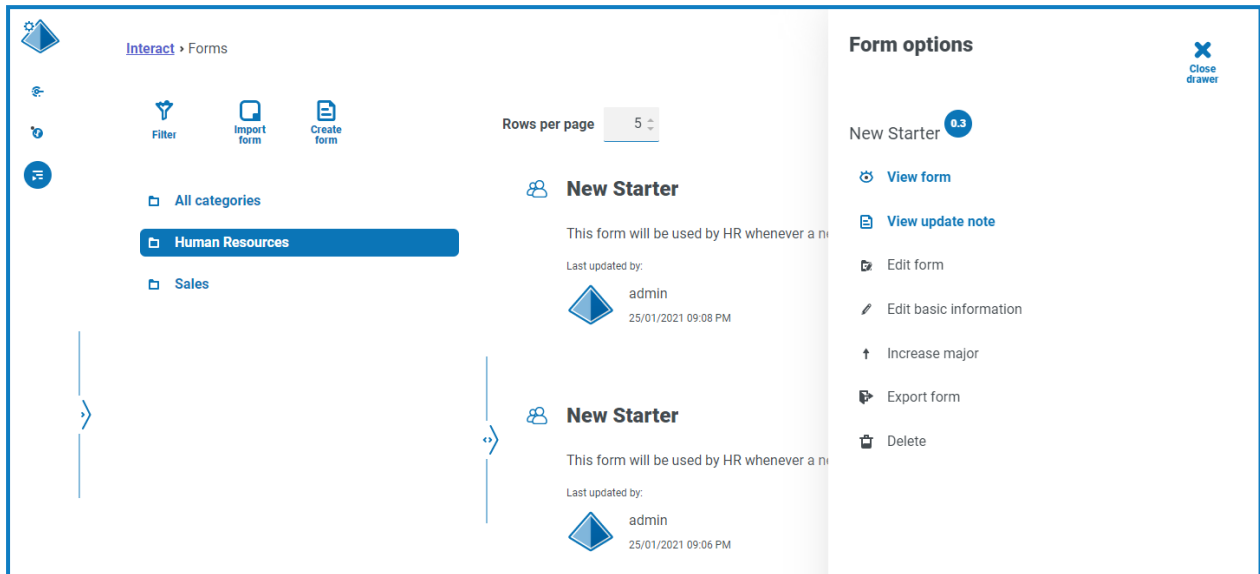 Interact › Forms
Filter
Import
form
Create
form
All categories
Human Resources
Sales
Rows per page 5
New Starter
This form will be used by HR whenever a
Last updated by:
admin
25/01/2021 09:08 PM
New Starter
This form will be used by HR whenever a
Last updated by:
admin
25/01/2021 09:06 PM
Form options
Close
drawer
New Starter 0.3
View form
View update note
Edit form
Edit basic information
Increase major
Export form
Delete